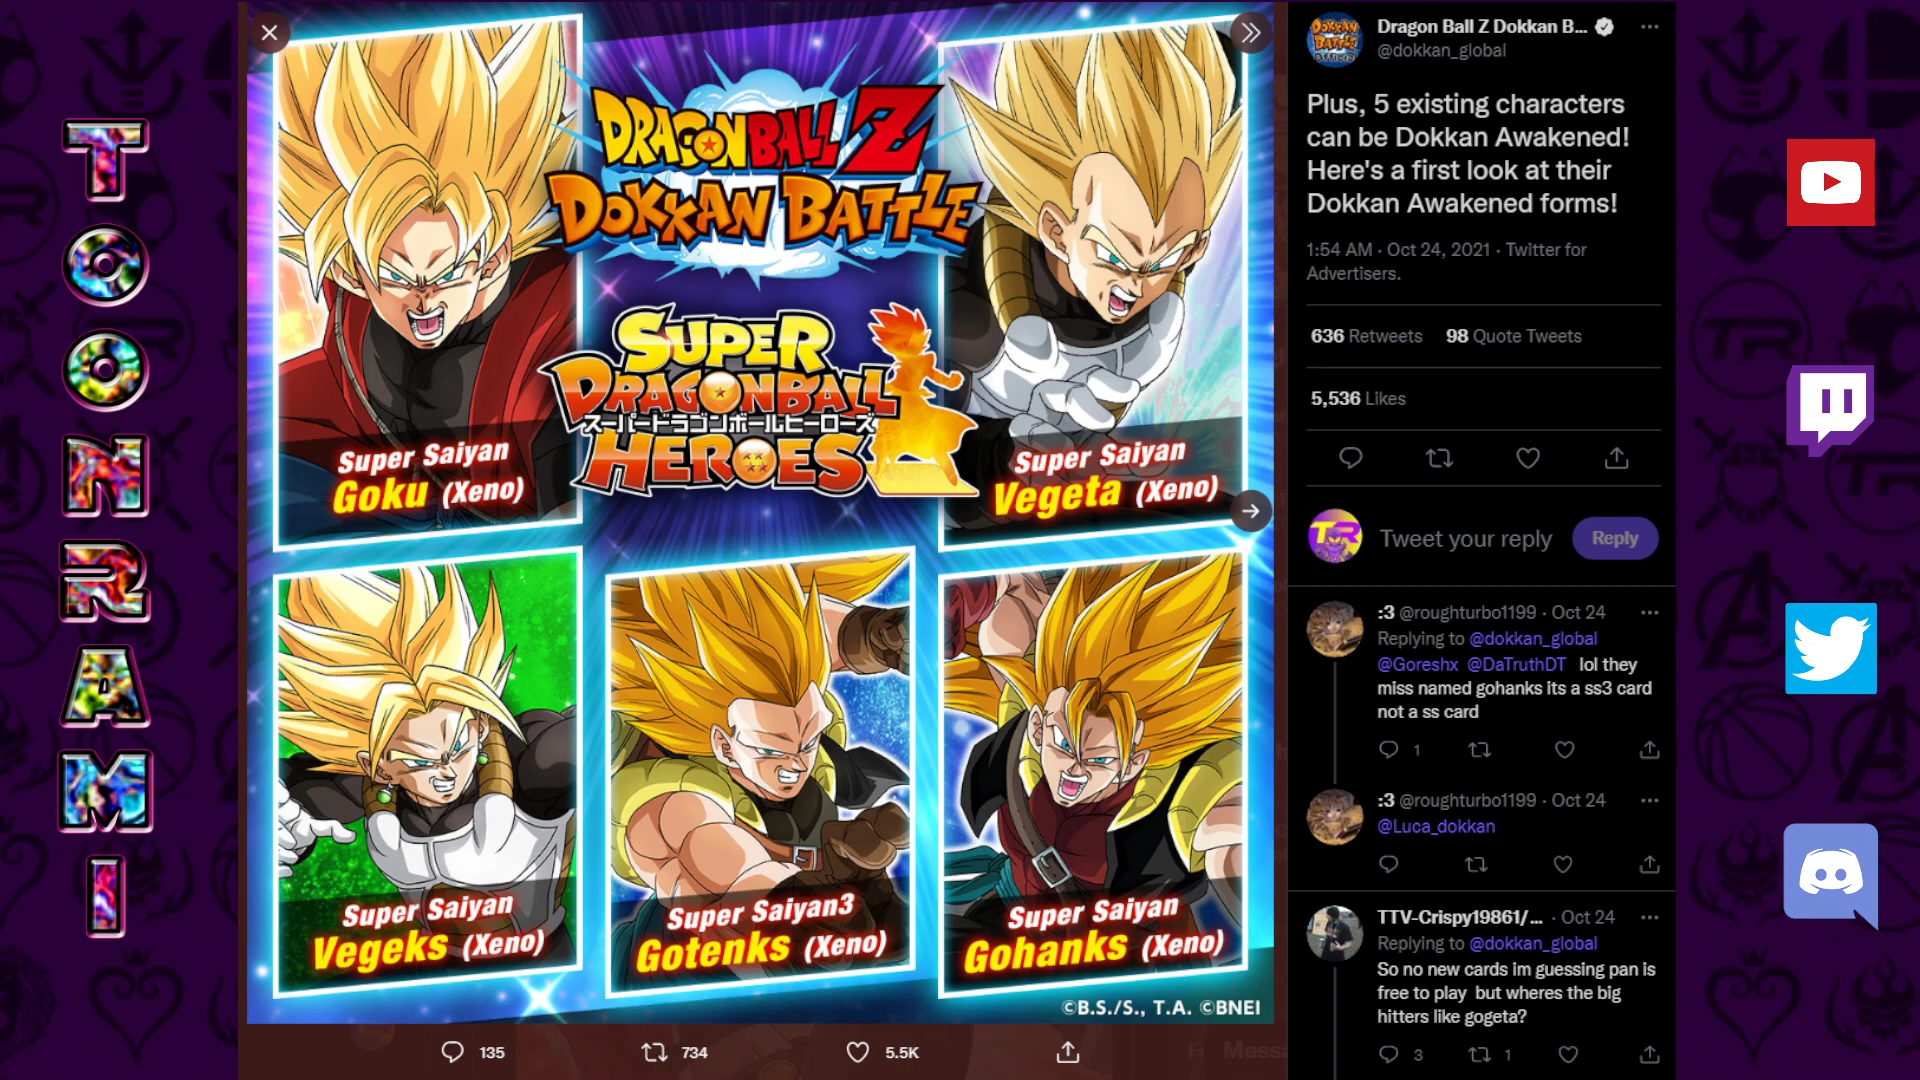 TOONRAMI
DRAGON BALL Z
DOKKAN BATTLE
SUPER
DRAGONBALL
スーパードラゴンボールヒーローズ
HEROES
Super Saiyan
Goku (Xeno)
Super Saiyan
Vegeta (Xeno)
Super Saiyan
Vegeks (Xeno)
Super Saiyan3
Gotenks (Xeno)
Super Saiyan
Gohanks (Xeno)
©B.S./S., T.A. ©BNEI
135
734
5.5K
DOKKAN
BATTLE
OFFICIAL
Dragon Ball Z Dokkan B...
@dokkan_global
Plus, 5 existing characters
can be Dokkan Awakened!
Here's a first look at their
Dokkan Awakened forms!
1:54 AM · Oct 24, 2021 · Twitter for
Advertisers.
636 Retweets 98 Quote Tweets
5,536 Likes
TR
Tweet your reply
Reply
:3 @roughturbo1199 · Oct 24
Replying to @dokkan_global
@Goreshx @DaTruthDT lol they
miss named gohanks its a ss3 card
not a ss card
1
:3 @roughturbo1199 · Oct 24
@Luca_dokkan
TTV-Crispy19861/... · Oct 24
Replying to @dokkan_global
So no new cards im guessing pan is
free to play but wheres the big
hitters like gogeta?
3 1